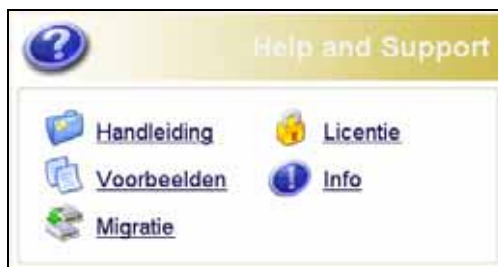 Help and Support
Handleiding
Licentie
Voorbeelden
Info
Migratie